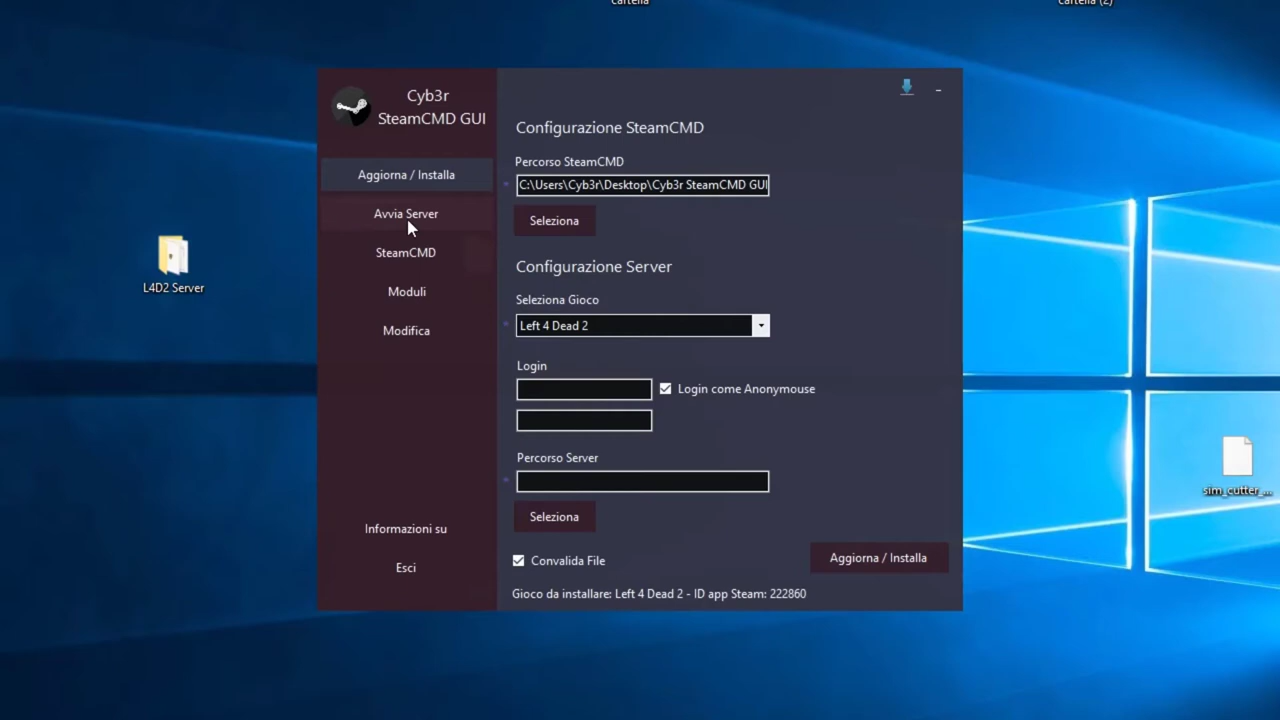 cartella
cartella (2)
Cyb3r
SteamCMD GUI
Aggiorna / Installa
Avvia Server
SteamCMD
Moduli
Modifica
Informazioni su
Esci
Configurazione SteamCMD
Percorso SteamCMD
C:\Users\Cyb3r\Desktop\Cyb3r SteamCMD GUI
Seleziona
Configurazione Server
Seleziona Gioco
Left 4 Dead 2
Login
Login come Anonymouse
Percorso Server
Seleziona
Convalida File
Aggiorna / Installa
Gioco da installare: Left 4 Dead 2 - ID app Steam: 222860
L4D2 Server
sim_cutter_...